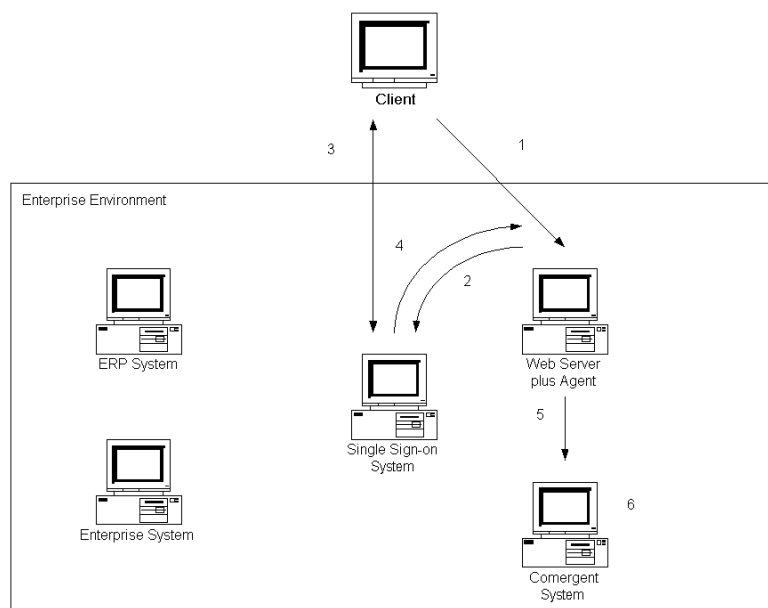 Client
3
1
Enterprise Environment
4
2
ERP System
Web Server
plus Agent
5
Single Sign-on
System
6
Enterprise System
Comergent
System